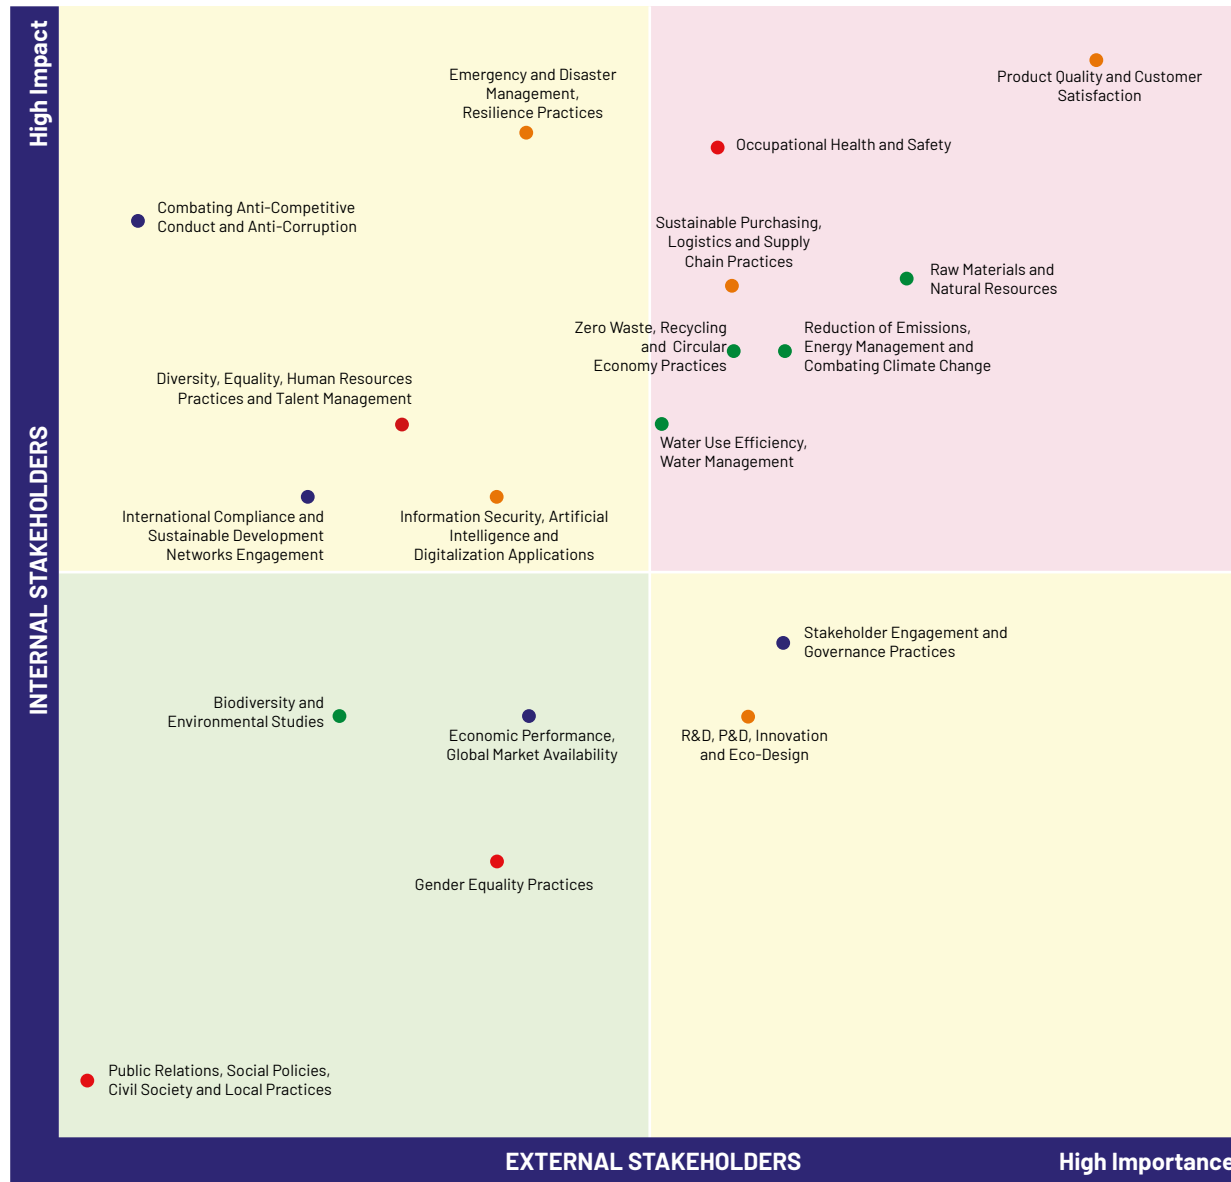 High Impact
INTERNAL STAKEHOLDERS
Emergency and Disaster
Management,
Resilience Practices
Product Quality and Customer
Satisfaction
Occupational Health and Safety
Combating Anti-Competitive
Conduct and Anti-Corruption
Sustainable Purchasing,
Logistics and Supply
Chain Practices
Raw Materials and
Natural Resources
Zero Waste, Recycling
and Circular
Economy Practices
Reduction of Emissions,
Energy Management and
Combating Climate Change
Diversity, Equality, Human Resources
Practices and Talent Management
Water Use Efficiency,
Water Management
International Compliance and
Sustainable Development
Networks Engagement
Information Security, Artificial
Intelligence and
Digitalization Applications
Stakeholder Engagement and
Governance Practices
Biodiversity and
Environmental Studies
Economic Performance,
Global Market Availability
R&D, P&D, Innovation
and Eco-Design
Gender Equality Practices
Public Relations, Social Policies,
Civil Society and Local Practices
EXTERNAL STAKEHOLDERS
High Importance